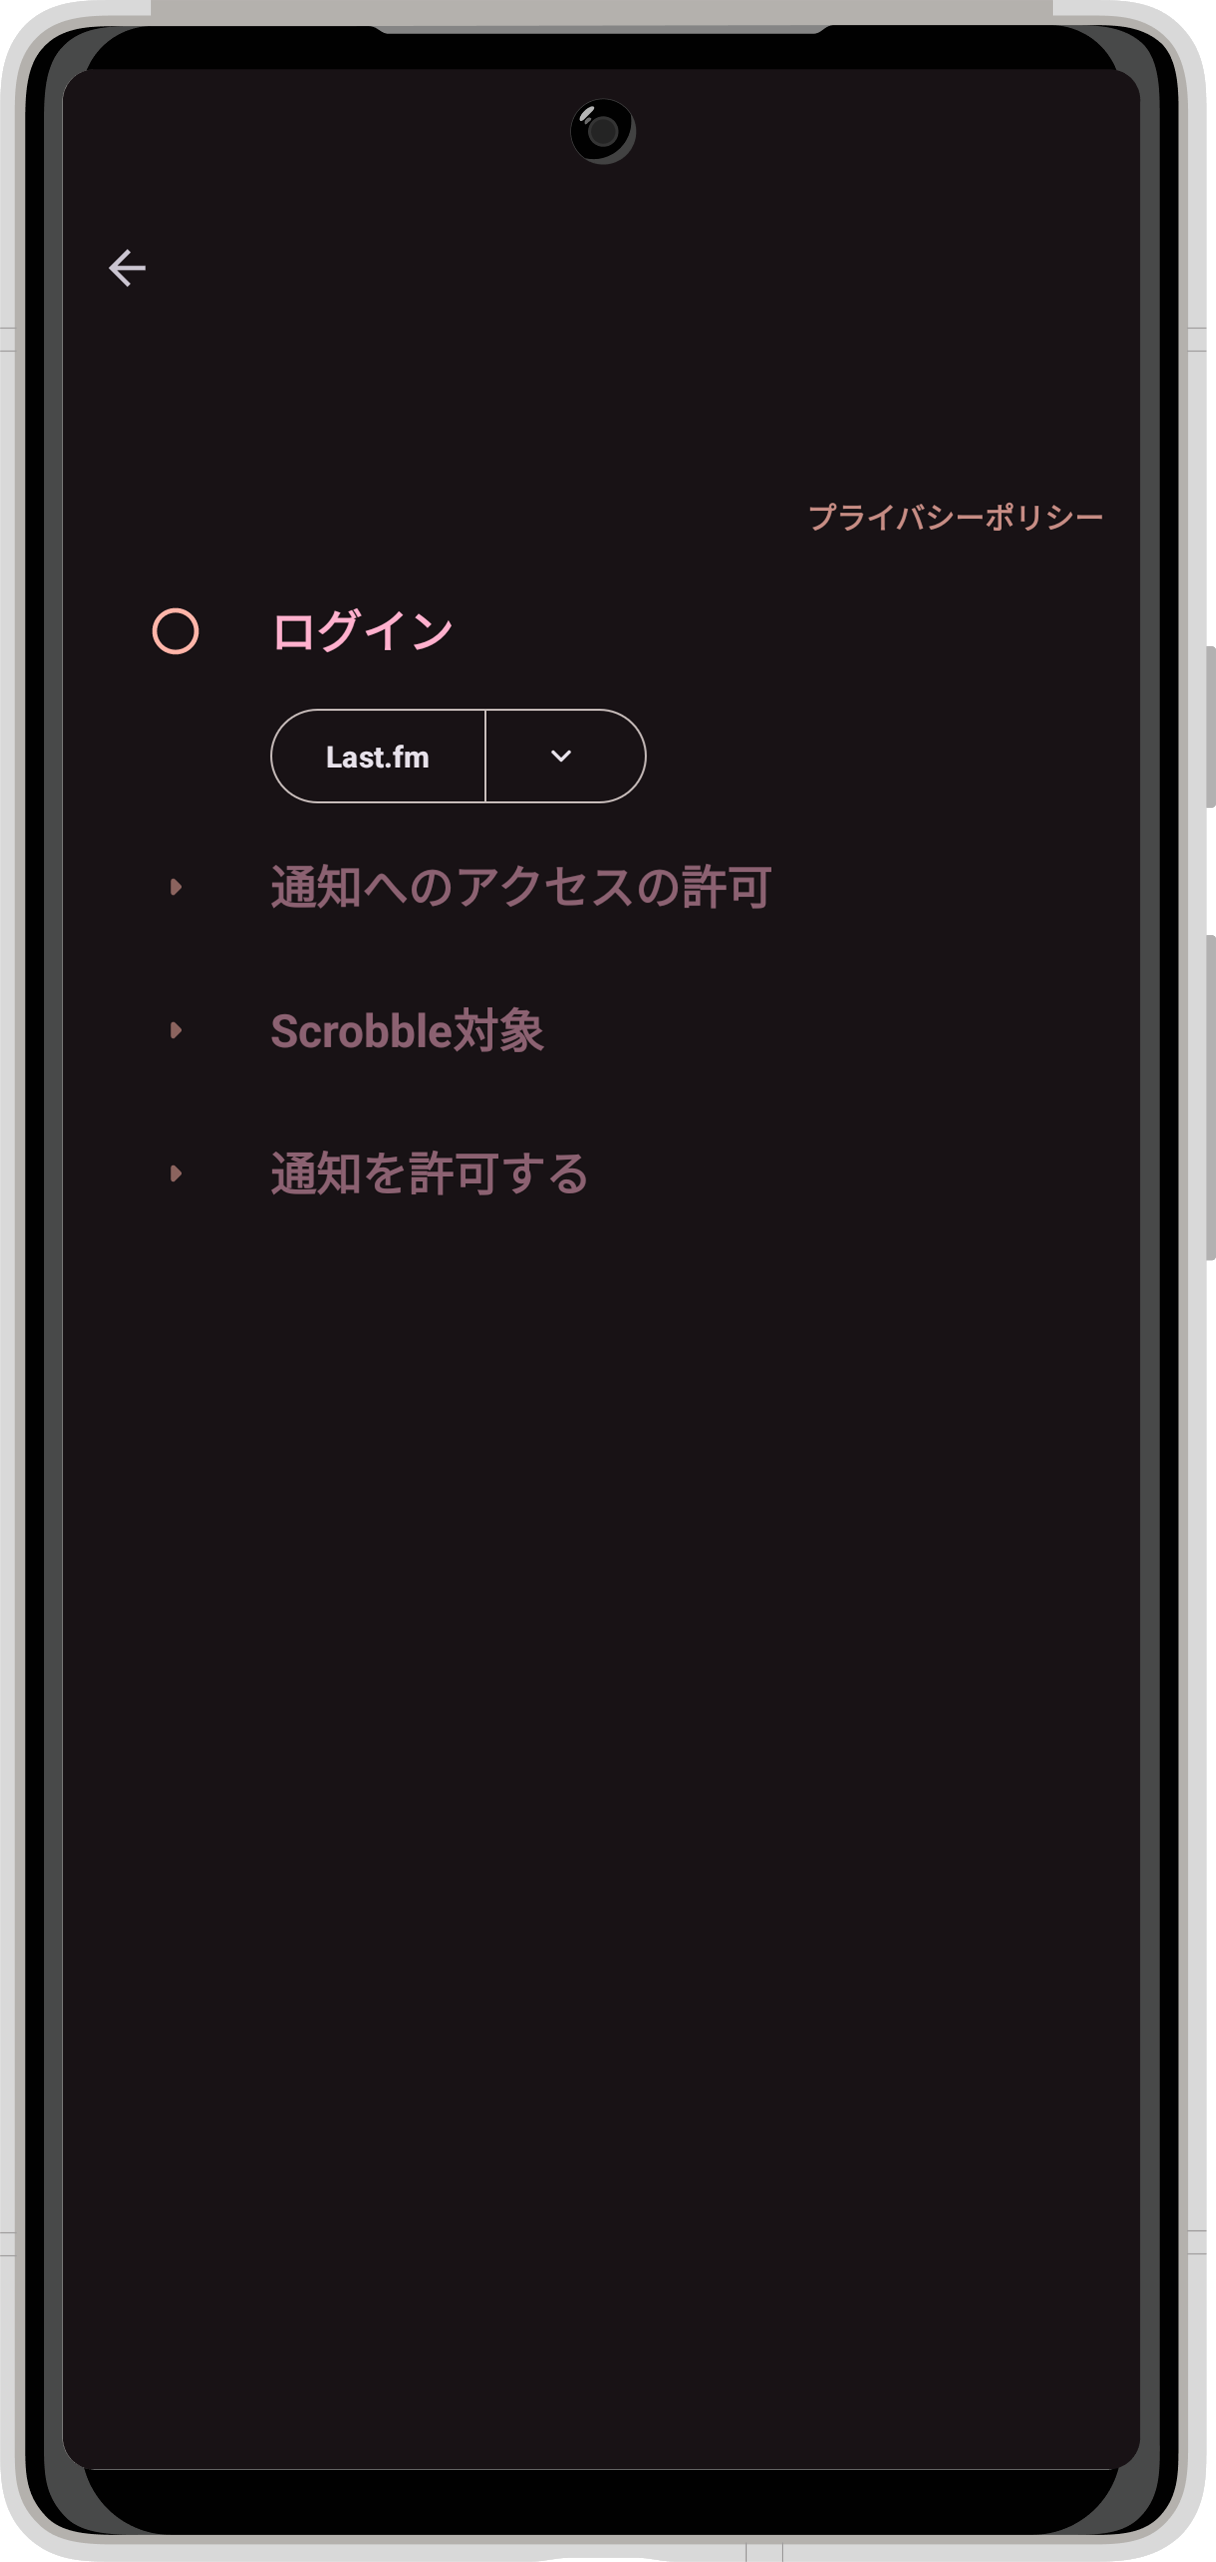 プライバシーポリシー
ログイン
Last.fm
通知へのアクセスの許可
Scrobble対象
通知を許可する